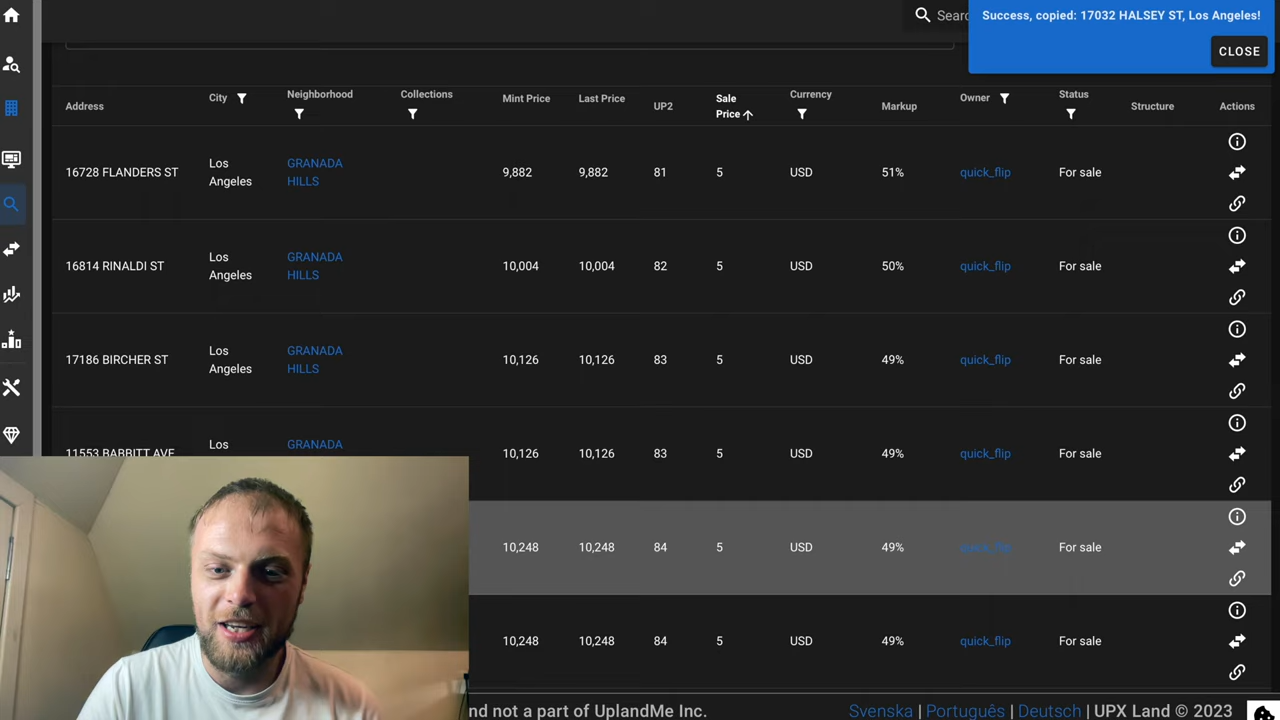 Searc
Success, copied: 17032 HALSEY ST, Los Angeles!
CLOSE
Address City Neighborhood Collections Mint Price Last Price UP2 Sale Price Currency Markup Owner Status Structure Actions
16728 FLANDERS ST Los Angeles GRANADA HILLS 9,882 9,882 81 5 USD 51% quick_flip For sale
16814 RINALDI ST Los Angeles GRANADA HILLS 10,004 10,004 82 5 USD 50% quick_flip For sale
17186 BIRCHER ST Los Angeles GRANADA HILLS 10,126 10,126 83 5 USD 49% quick_flip For sale
11553 BABBITT AVE Los GRANADA 10,126 10,126 83 5 USD 49% quick_flip For sale
10,248 10,248 84 5 USD 49% quick_flip For sale
10,248 10,248 84 5 USD 49% quick_flip For sale
nd not a part of UplandMe Inc.
Svenska | Português | Deutsch | UPX Land © 2023